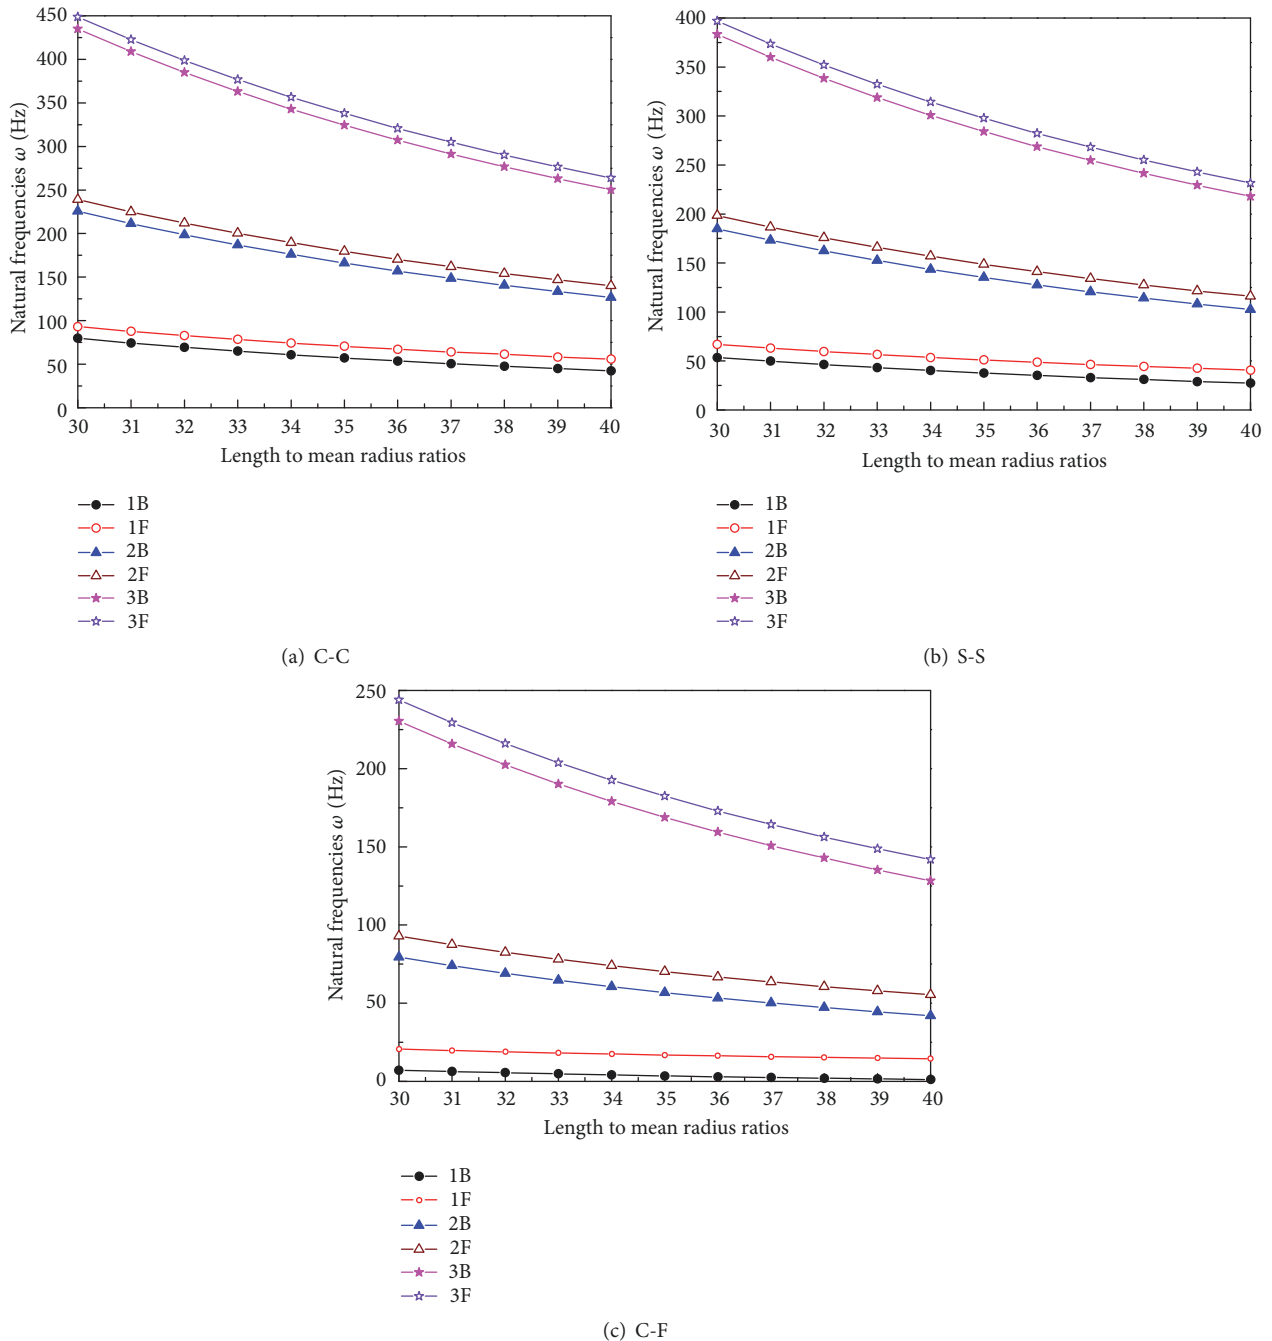 450
400
350
300
250
200
150
100
50
0
Natural frequencies ω (Hz)
30 31 32 33 34 35 36 37 38 39 40
Length to mean radius ratios
1B
1F
2B
2F
3B
3F
(a) C-C
400
350
300
250
200
150
100
50
0
Natural frequencies ω (Hz)
30 31 32 33 34 35 36 37 38 39 40
Length to mean radius ratios
1B
1F
2B
2F
3B
3F
(b) S-S
250
200
150
100
50
0
Natural frequencies ω (Hz)
30 31 32 33 34 35 36 37 38 39 40
Length to mean radius ratios
1B
1F
2B
2F
3B
3F
(c) C-F